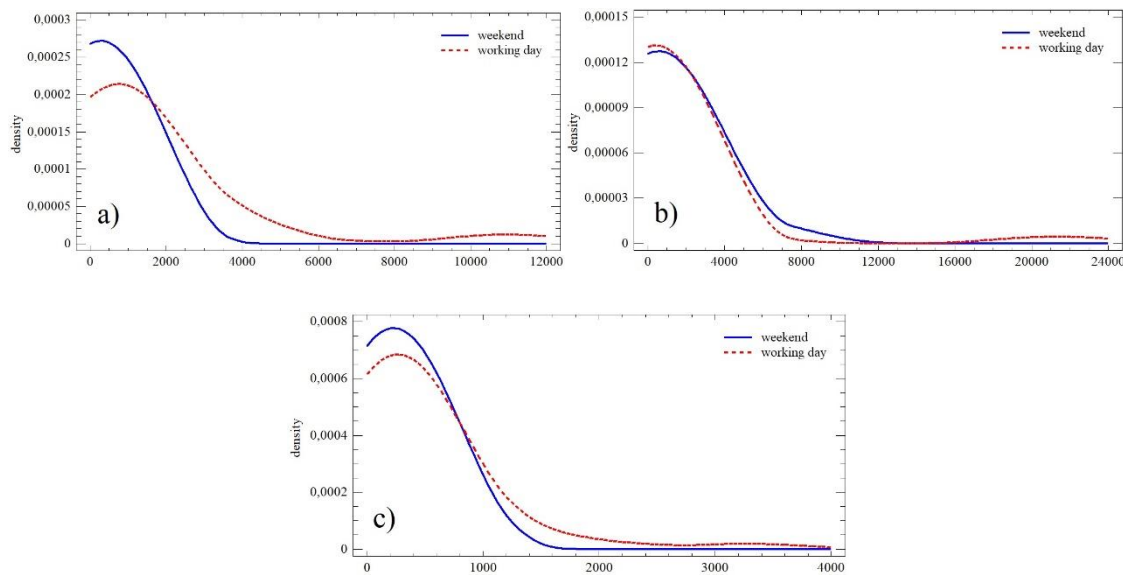 0,0003
0,00025
0,0002
0,00015
0,0001
0,00005
0
density
weekend
working day
a)
0 2000 4000 6000 8000 10000 12000
0,00015
0,00012
0,00009
0,00006
0,00003
0
density
weekend
working day
b)
0 4000 8000 12000 16000 20000 24000
0,0008
0,0006
0,0004
0,0002
0
density
weekend
working day
c)
0 1000 2000 3000 4000